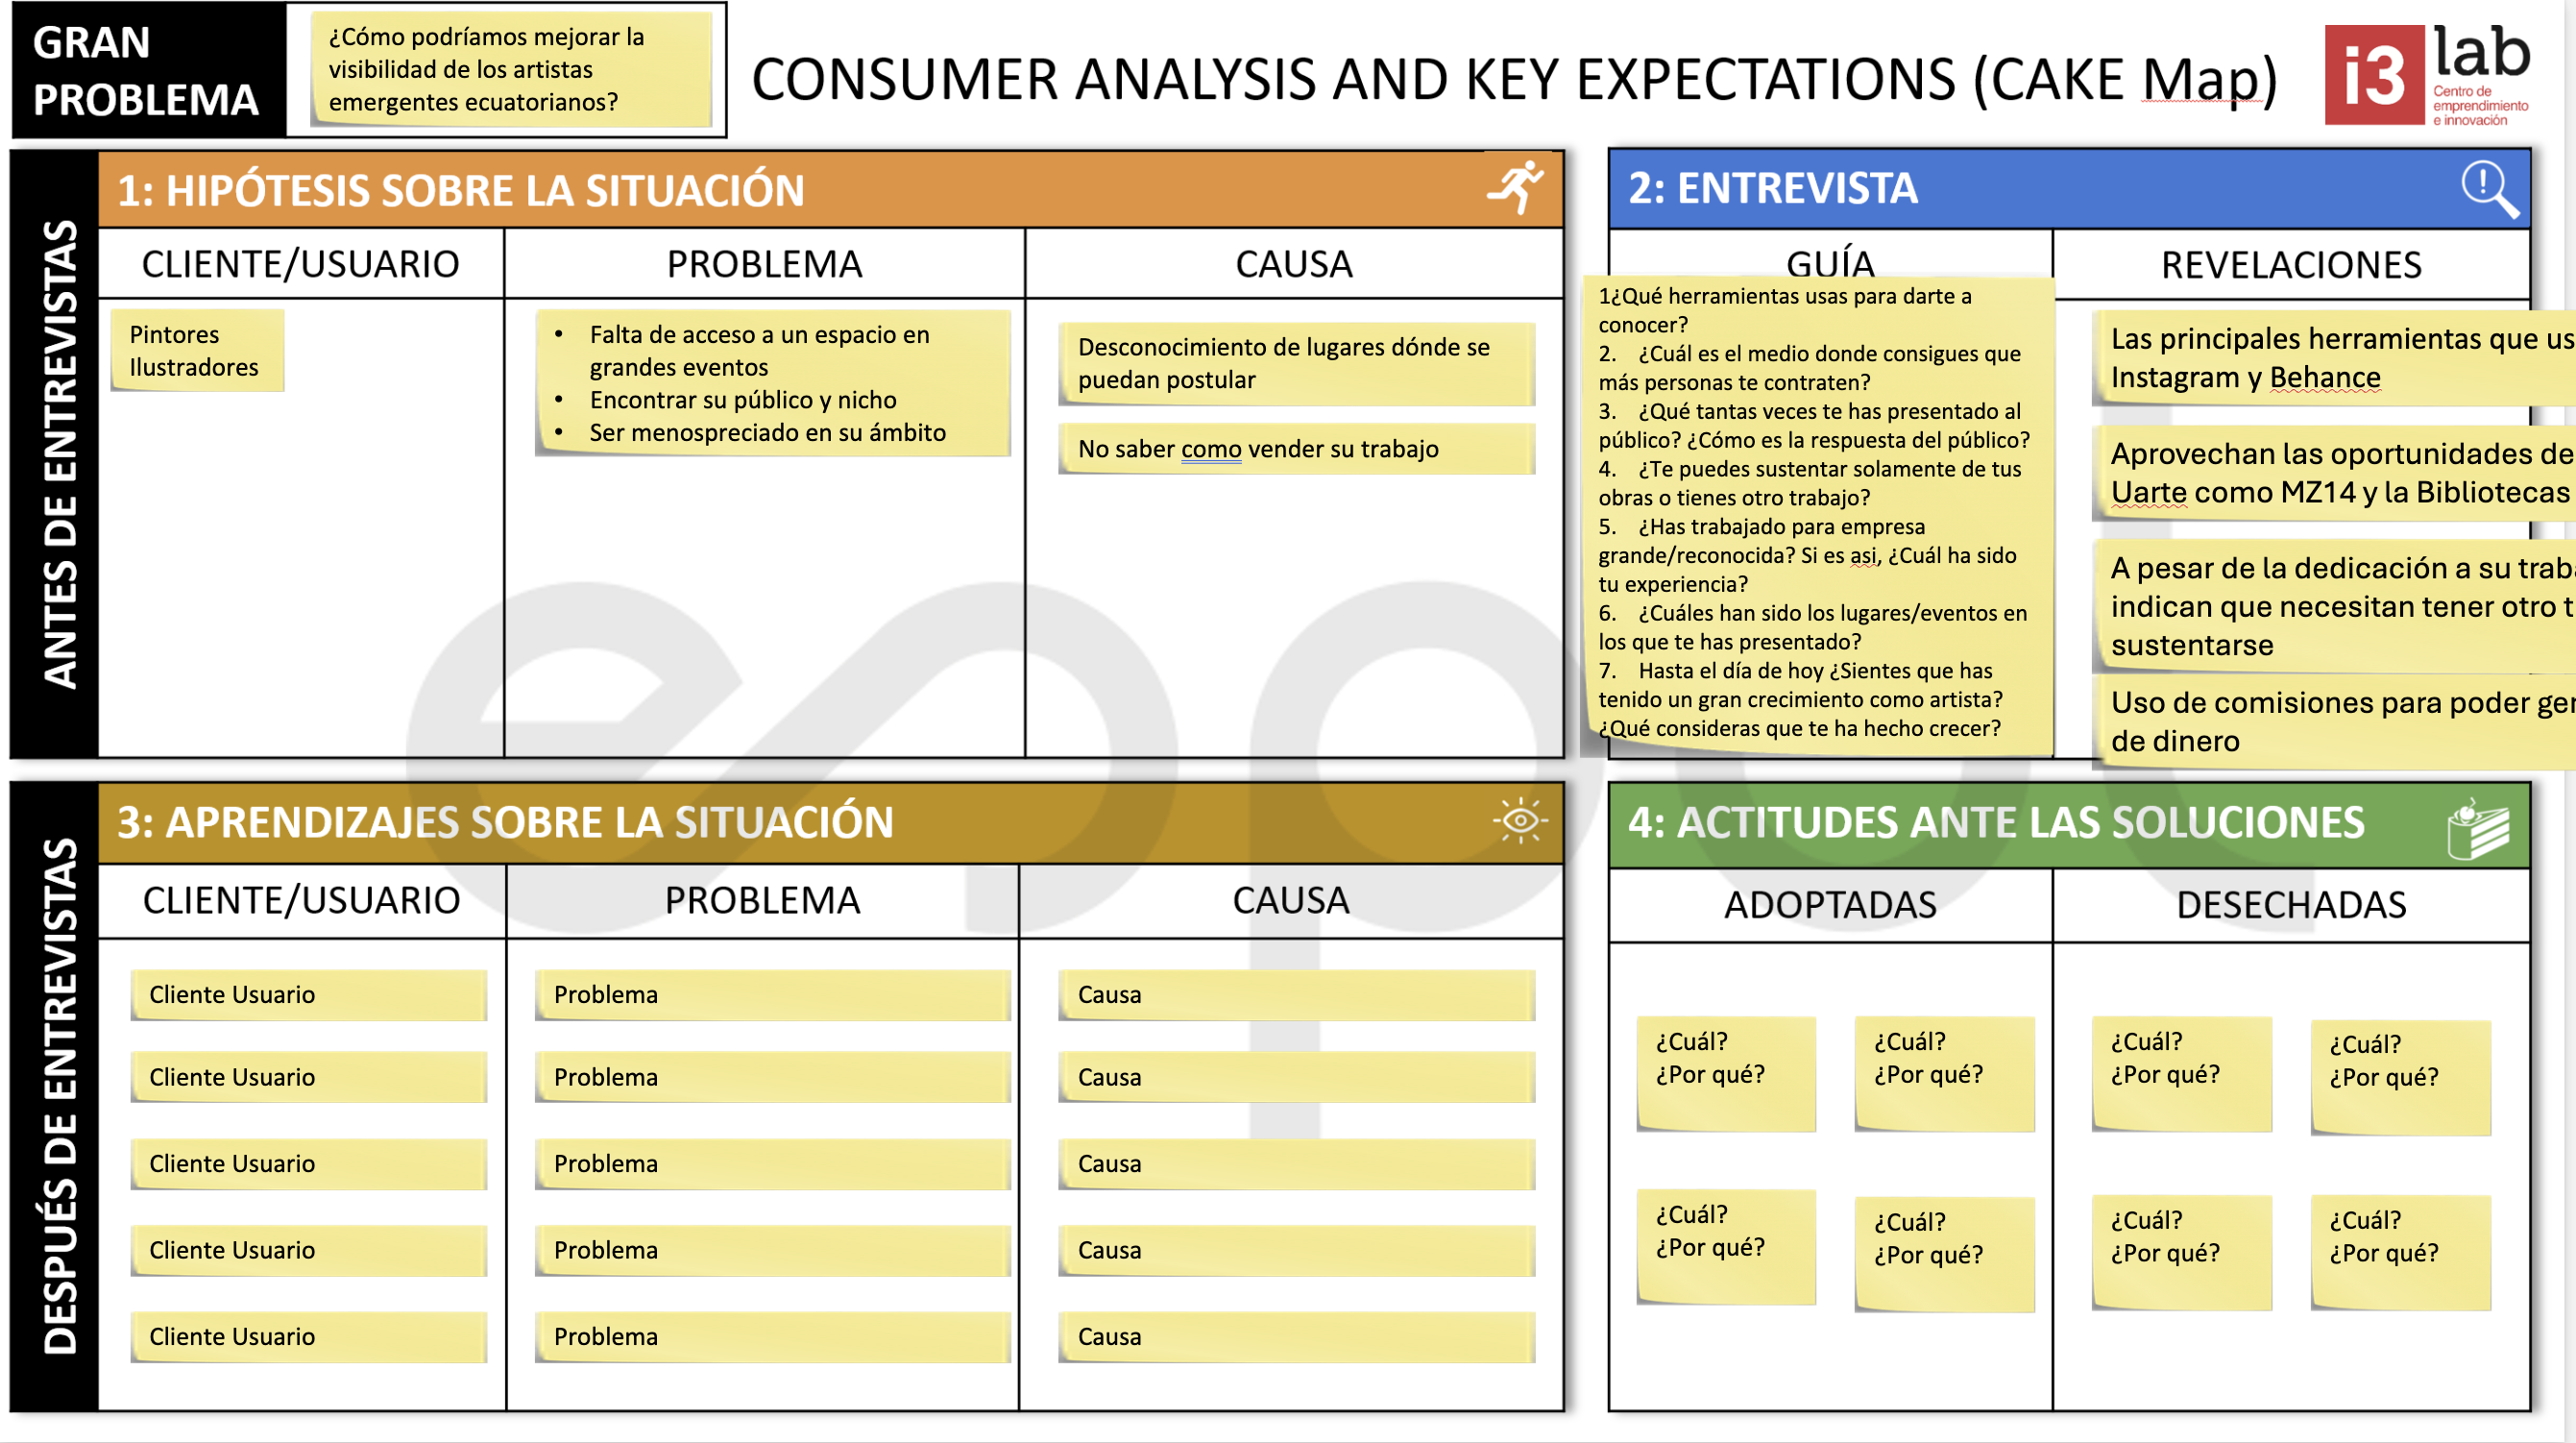 GRAN
PROBLEMA
¿Cómo podríamos mejorar la
visibilidad de los artistas
emergentes ecuatorianos?
CONSUMER ANALYSIS AND KEY EXPECTATIONS (CAKE Map)
i3 lab
Centro de
emprendimiento
e innovación
ANTES DE ENTREVISTAS
1: HIPÓTESIS SOBRE LA SITUACIÓN
CLIENTE/USUARIO
PROBLEMA
CAUSA
Pintores
Ilustradores
• Falta de acceso a un espacio en
grandes eventos
• Encontrar su público y nicho
• Ser menospreciado en su ámbito
Desconocimiento de lugares dónde se
puedan postular
No saber como vender su trabajo
2: ENTREVISTA
GUÍA
REVELACIONES
1¿Qué herramientas usas para darte a
conocer?
2. ¿Cuál es el medio donde consigues que
más personas te contraten?
3. ¿Qué tantas veces te has presentado al
público? ¿Cómo es la respuesta del público?
4. ¿Te puedes sustentar solamente de tus
obras o tienes otro trabajo?
5. ¿Has trabajado para empresa
grande/reconocida? Si es asi, ¿Cuál ha sido
tu experiencia?
6. ¿Cuáles han sido los lugares/eventos en
los que te has presentado?
7. Hasta el día de hoy ¿Sientes que has
tenido un gran crecimiento como artista?
¿Qué consideras que te ha hecho crecer?
Las principales herramientas que us
Instagram y Behance
Aprovechan las oportunidades de
Uarte como MZ14 y la Bibliotecas
A pesar de la dedicación a su trab
indican que necesitan tener otro t
sustentarse
Uso de comisiones para poder ge
de dinero
DESPUÉS DE ENTREVISTAS
3: APRENDIZAJES SOBRE LA SITUACIÓN
CLIENTE/USUARIO
PROBLEMA
CAUSA
Cliente Usuario
Problema
Causa
Cliente Usuario
Problema
Causa
Cliente Usuario
Problema
Causa
Cliente Usuario
Problema
Causa
Cliente Usuario
Problema
Causa
4: ACTITUDES ANTE LAS SOLUCIONES
ADOPTADAS
DESECHADAS
¿Cuál?
¿Por qué?
¿Cuál?
¿Por qué?
¿Cuál?
¿Por qué?
¿Cuál?
¿Por qué?
¿Cuál?
¿Por qué?
¿Cuál?
¿Por qué?
¿Cuál?
¿Por qué?
¿Cuál?
¿Por qué?
espol